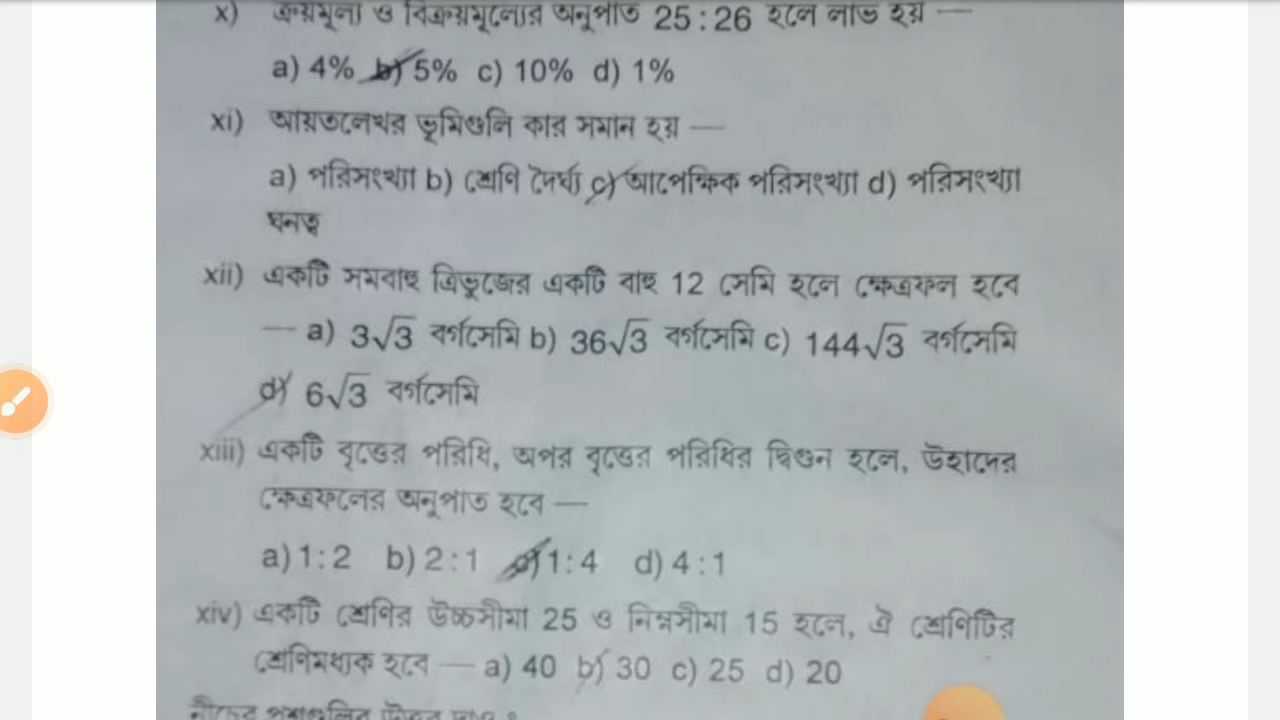 x) ক্রয়মূল্য ও বিক্রয়মূল্যের অনুপাত 25 : 26 হলে লাভ হয় —
a) 4% b) 5% c) 10% d) 1%
xi) আয়তলেখর ভূমিগুলি কার সমান হয় —
a) পরিসংখ্যা b) শ্রেণি দৈর্ঘ্য c) আপেক্ষিক পরিসংখ্যা d) পরিসংখ্যা
ঘনত্ব
xii) একটি সমবাহু ত্রিভুজের একটি বাহু 12 সেমি হলে ক্ষেত্রফল হবে
— a) 3√3 বর্গসেমি b) 36√3 বর্গসেমি c) 144√3 বর্গসেমি
d) 6√3 বর্গসেমি
xiii) একটি বৃত্তের পরিধি, অপর বৃত্তের পরিধির দ্বিগুন হলে, উহাদের
ক্ষেত্রফলের অনুপাত হবে —
a) 1 : 2 b) 2 : 1 c) 1 : 4 d) 4 : 1
xiv) একটি শ্রেণির উচ্চসীমা 25 ও নিম্নসীমা 15 হলে, ঐ শ্রেণিটির
শ্রেণিমধ্যক হবে — a) 40 b) 30 c) 25 d) 20
নীচের প্রশ্নগুলির উত্তর দাও :